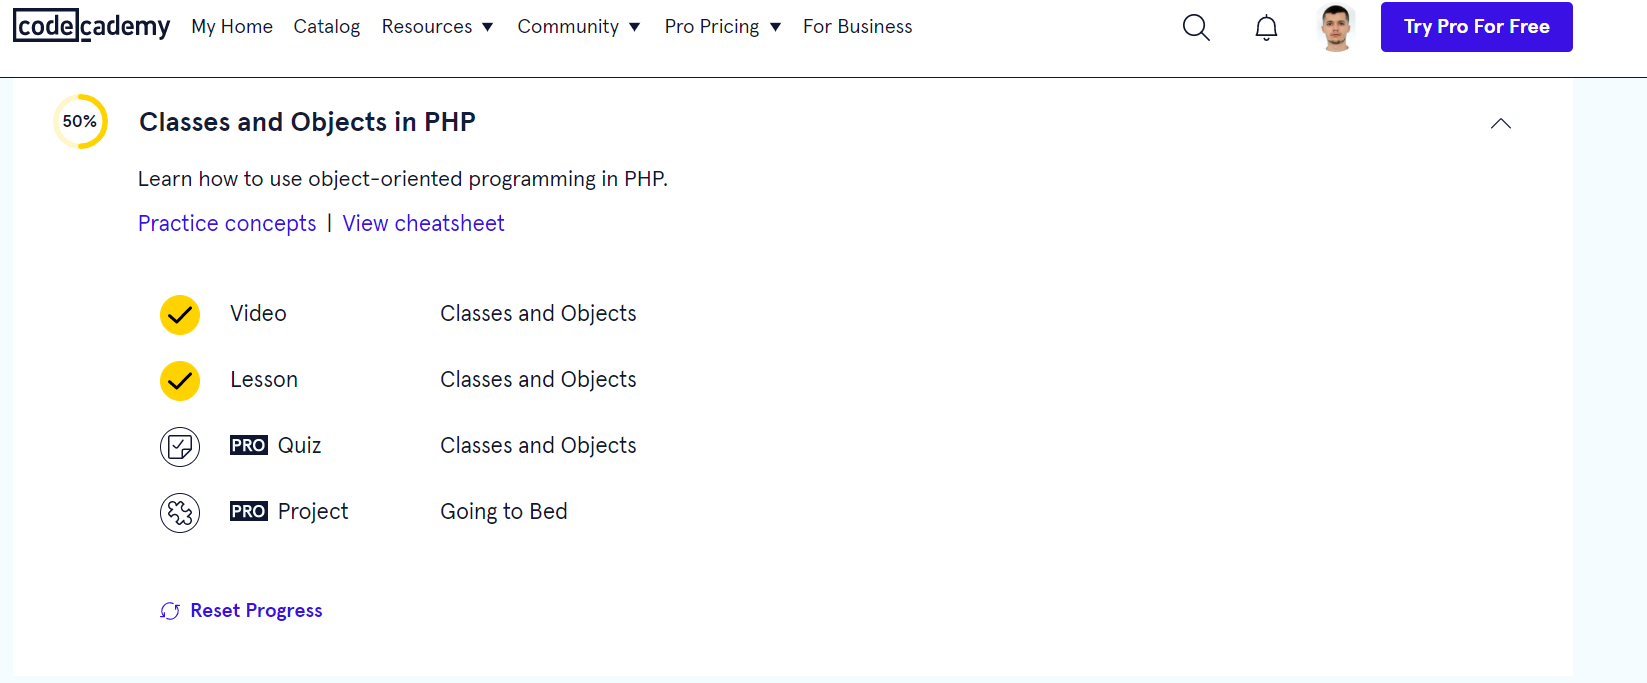 codecademy My Home Catalog Resources ▼ Community ▼ Pro Pricing ▼ For Business Try Pro For Free
50% Classes and Objects in PHP
Learn how to use object-oriented programming in PHP.
Practice concepts | View cheatsheet
Video Classes and Objects
Lesson Classes and Objects
PRO Quiz Classes and Objects
PRO Project Going to Bed
Reset Progress